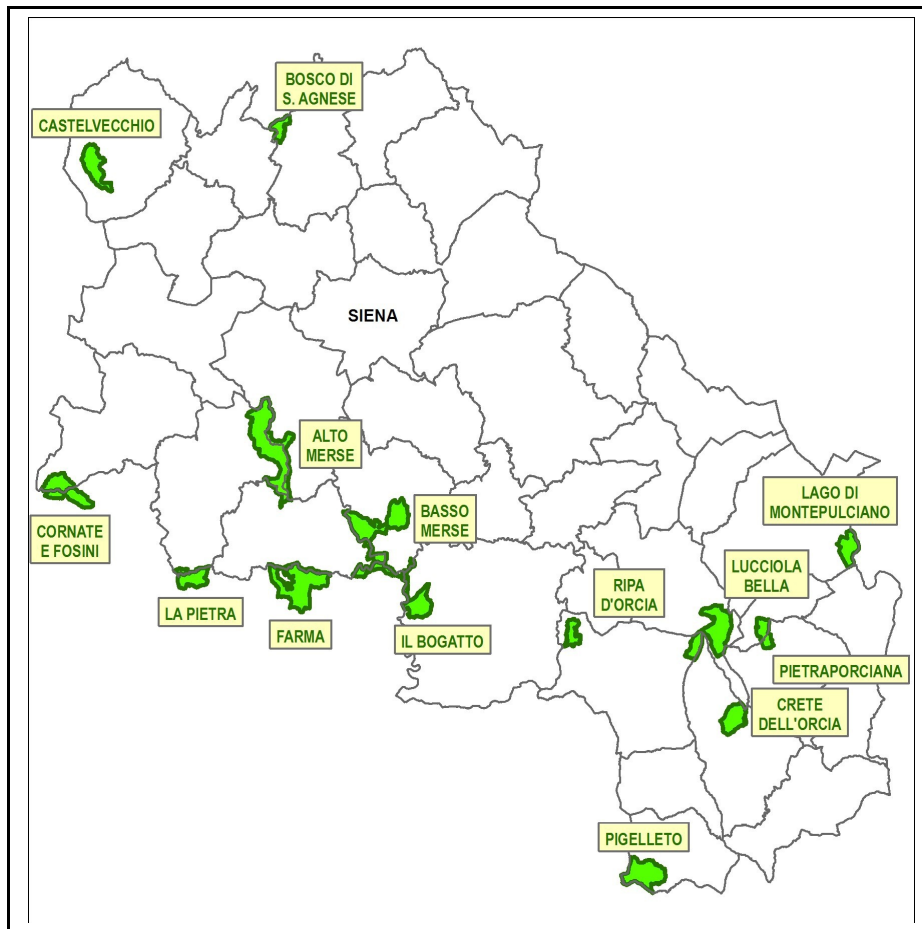 BOSCO DI
S. AGNESE
CASTELVECCHIO
SIENA
ALTO
MERSE
CORNATE
E FOSINI
BASSO
MERSE
LAGO DI
MONTEPULCIANO
LUCCIOLA
BELLA
RIPA
D'ORCIA
LA PIETRA
FARMA
IL BOGATTO
PIETRAPORCIANA
CRETE
DELL'ORCIA
PIGELLETO